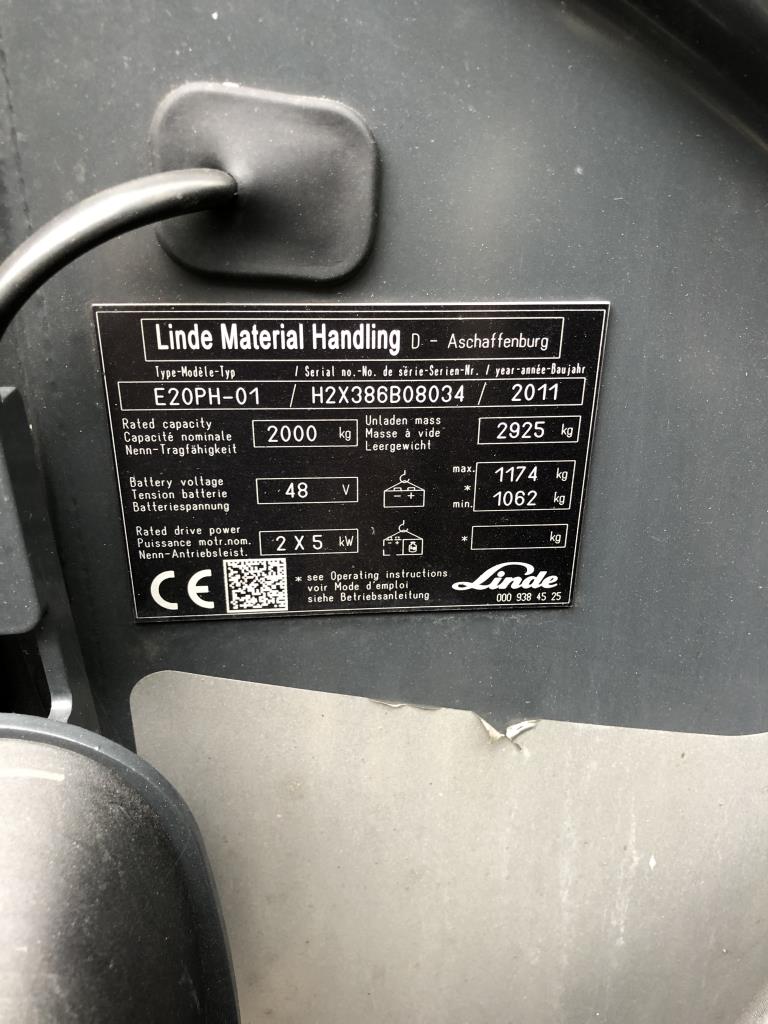 Linde Material Handling D - Aschaffenburg
Type-Modèle-Typ / Serial no.-No. de série-Serien-Nr. / year-année-Baujahr
E20PH-01 / H2X386B08034 / 2011
Rated capacity
Capacité nominale
Nenn-Tragfähigkeit
2000 kg
Unladen mass
Masse à vide
Leergewicht
2925 kg
Battery voltage
Tension batterie
Batteriespannung
48 V
- +
max. 1174 kg
*
min. 1062 kg
Rated drive power
Puissance motr.nom.
Nenn-Antriebsleist.
2 X 5 kW
* kg
CE
* see Operating instructions
voir Mode d'emploi
siehe Betriebsanleitung
Linde
000 938 45 25